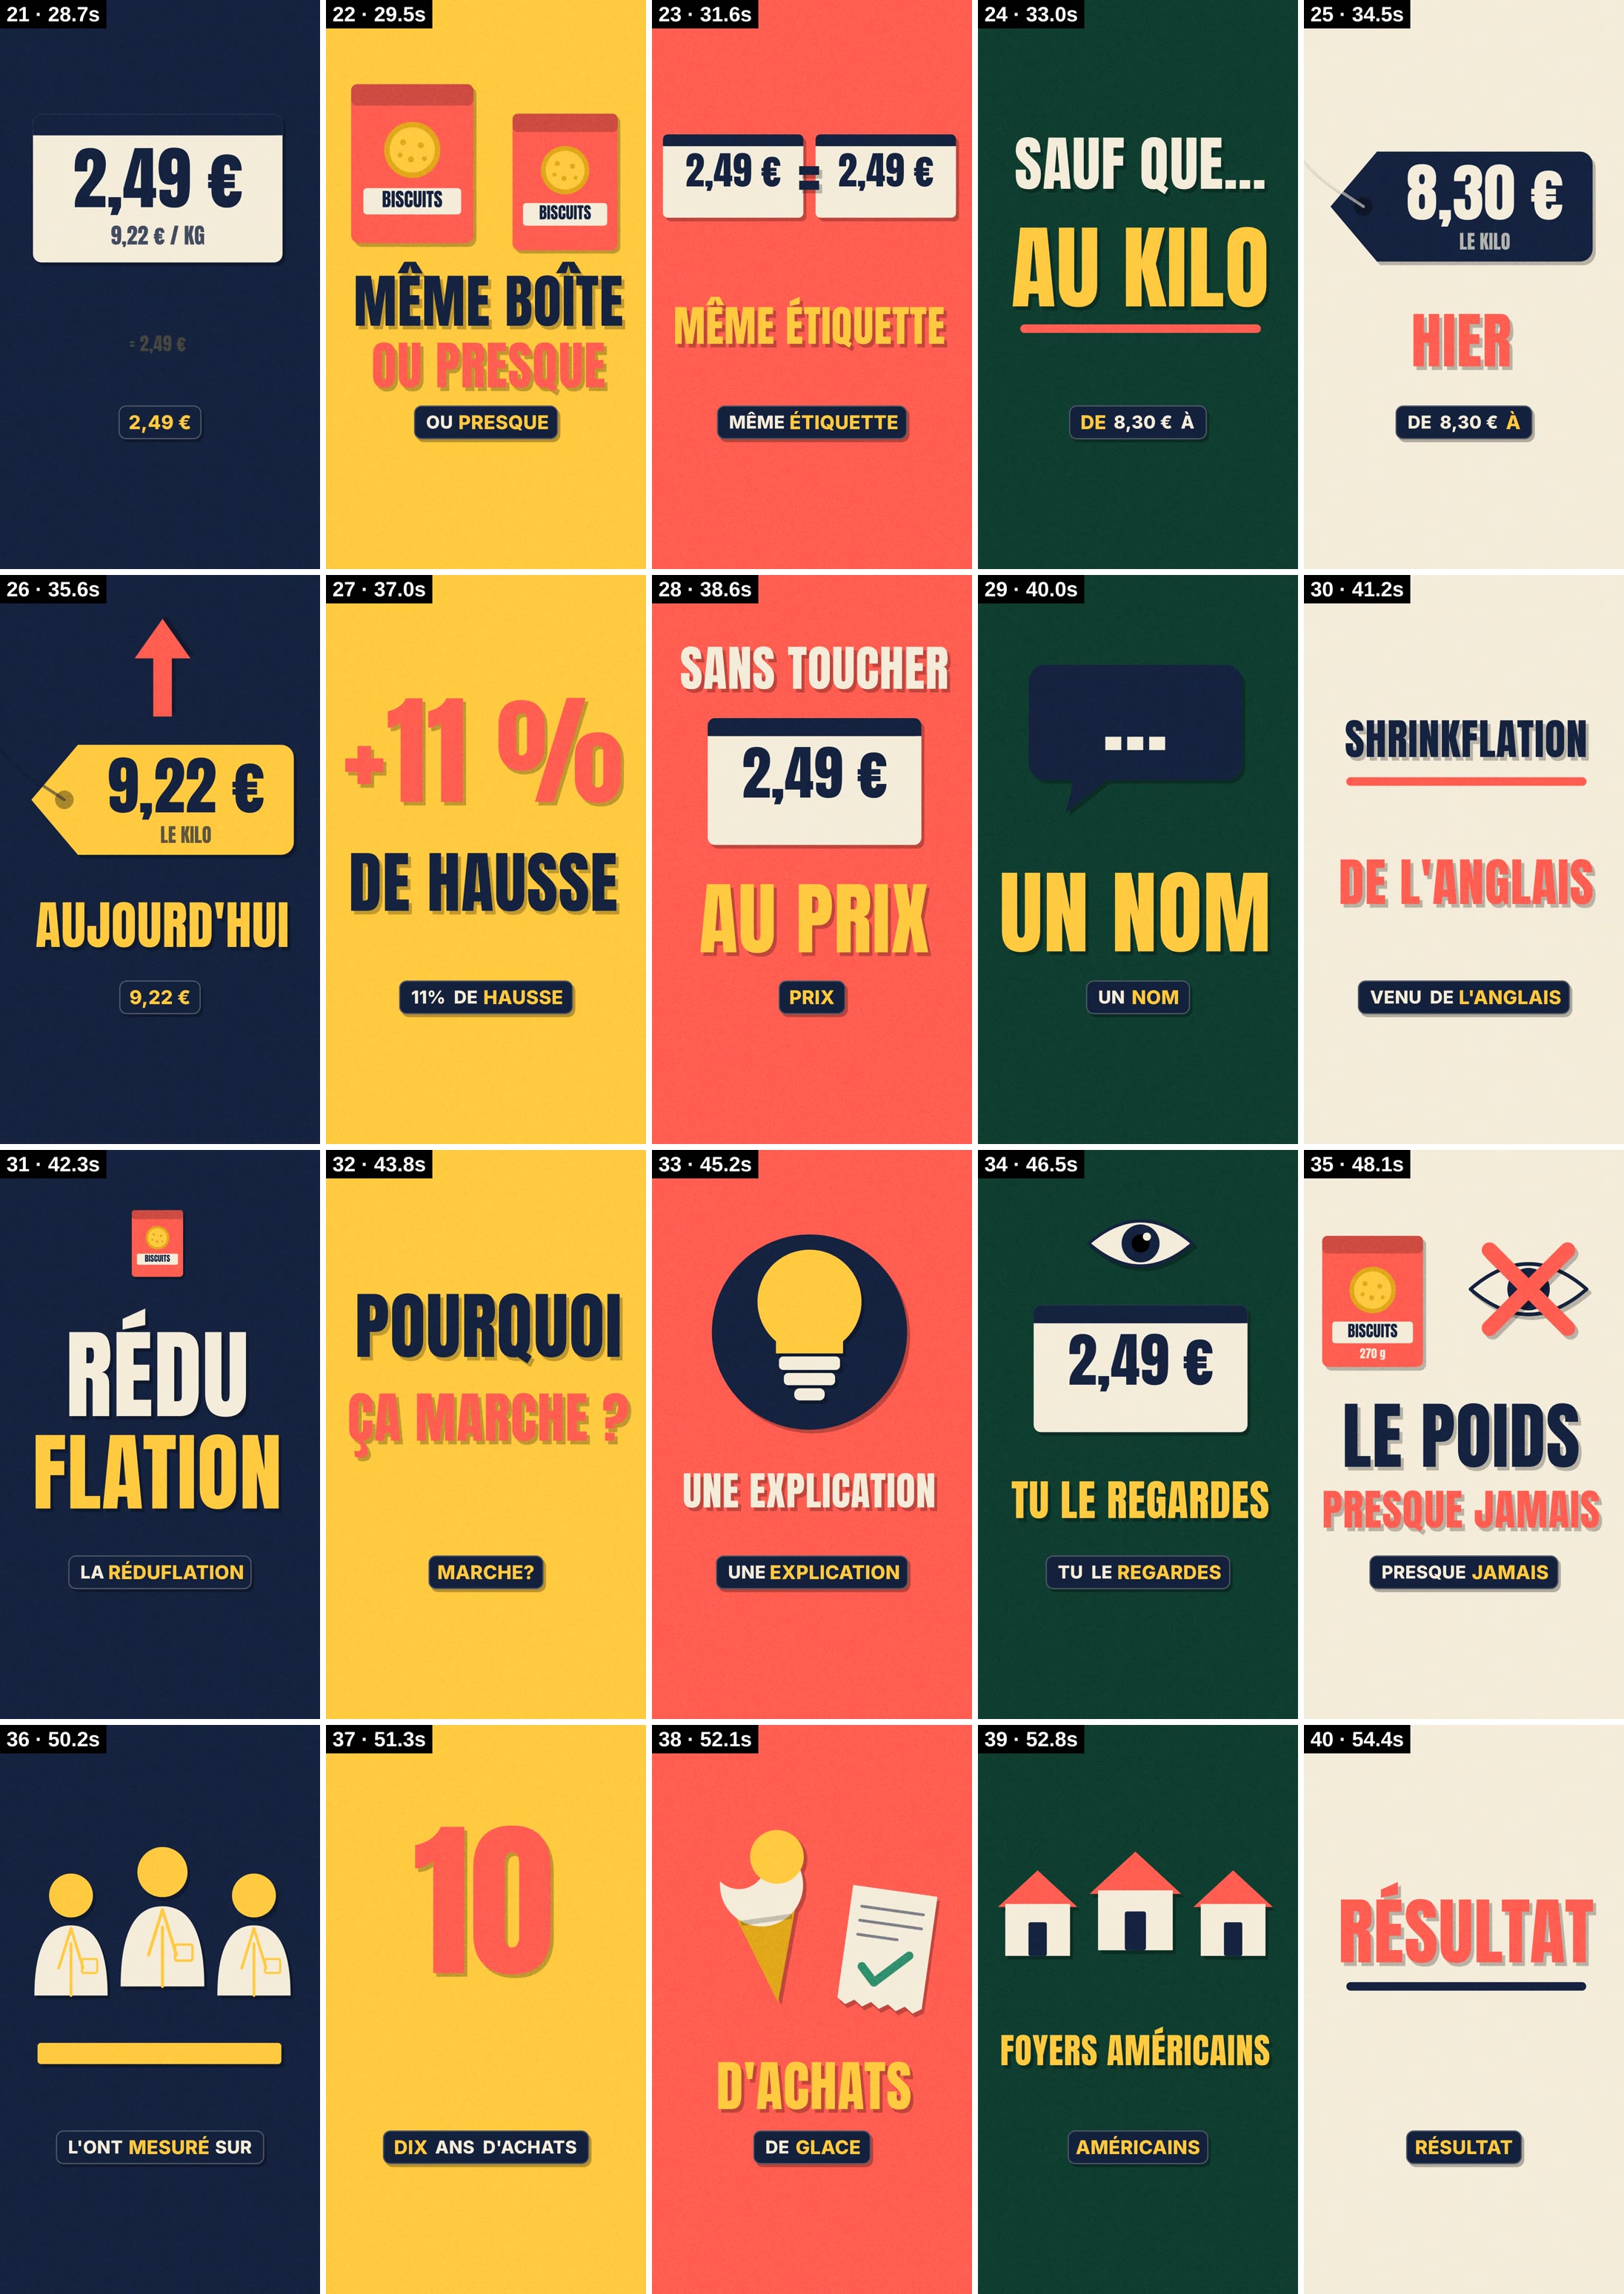 21 · 28.7s
2,49 €
9,22 € / KG
= 2,49 €
2,49 €
22 · 29.5s
BISCUITS
BISCUITS
MÊME BOÎTE
OU PRESQUE
OU PRESQUE
23 · 31.6s
2,49 € = 2,49 €
MÊME ÉTIQUETTE
MÊME ÉTIQUETTE
24 · 33.0s
SAUF QUE...
AU KILO
DE 8,30 € À
25 · 34.5s
8,30 €
LE KILO
HIER
DE 8,30 € À
26 · 35.6s
9,22 €
LE KILO
AUJOURD'HUI
9,22 €
27 · 37.0s
+11 %
DE HAUSSE
11% DE HAUSSE
28 · 38.6s
SANS TOUCHER
2,49 €
AU PRIX
PRIX
29 · 40.0s
...
UN NOM
UN NOM
30 · 41.2s
SHRINKFLATION
DE L'ANGLAIS
VENU DE L'ANGLAIS
31 · 42.3s
BISCUITS
RÉDU
FLATION
LA RÉDUFLATION
32 · 43.8s
POURQUOI
ÇA MARCHE ?
MARCHE?
33 · 45.2s
UNE EXPLICATION
UNE EXPLICATION
34 · 46.5s
2,49 €
TU LE REGARDES
TU LE REGARDES
35 · 48.1s
BISCUITS
270 g
LE POIDS
PRESQUE JAMAIS
PRESQUE JAMAIS
36 · 50.2s
L'ONT MESURÉ SUR
37 · 51.3s
10
DIX ANS D'ACHATS
38 · 52.1s
D'ACHATS
DE GLACE
39 · 52.8s
FOYERS AMÉRICAINS
AMÉRICAINS
40 · 54.4s
RÉSULTAT
RÉSULTAT